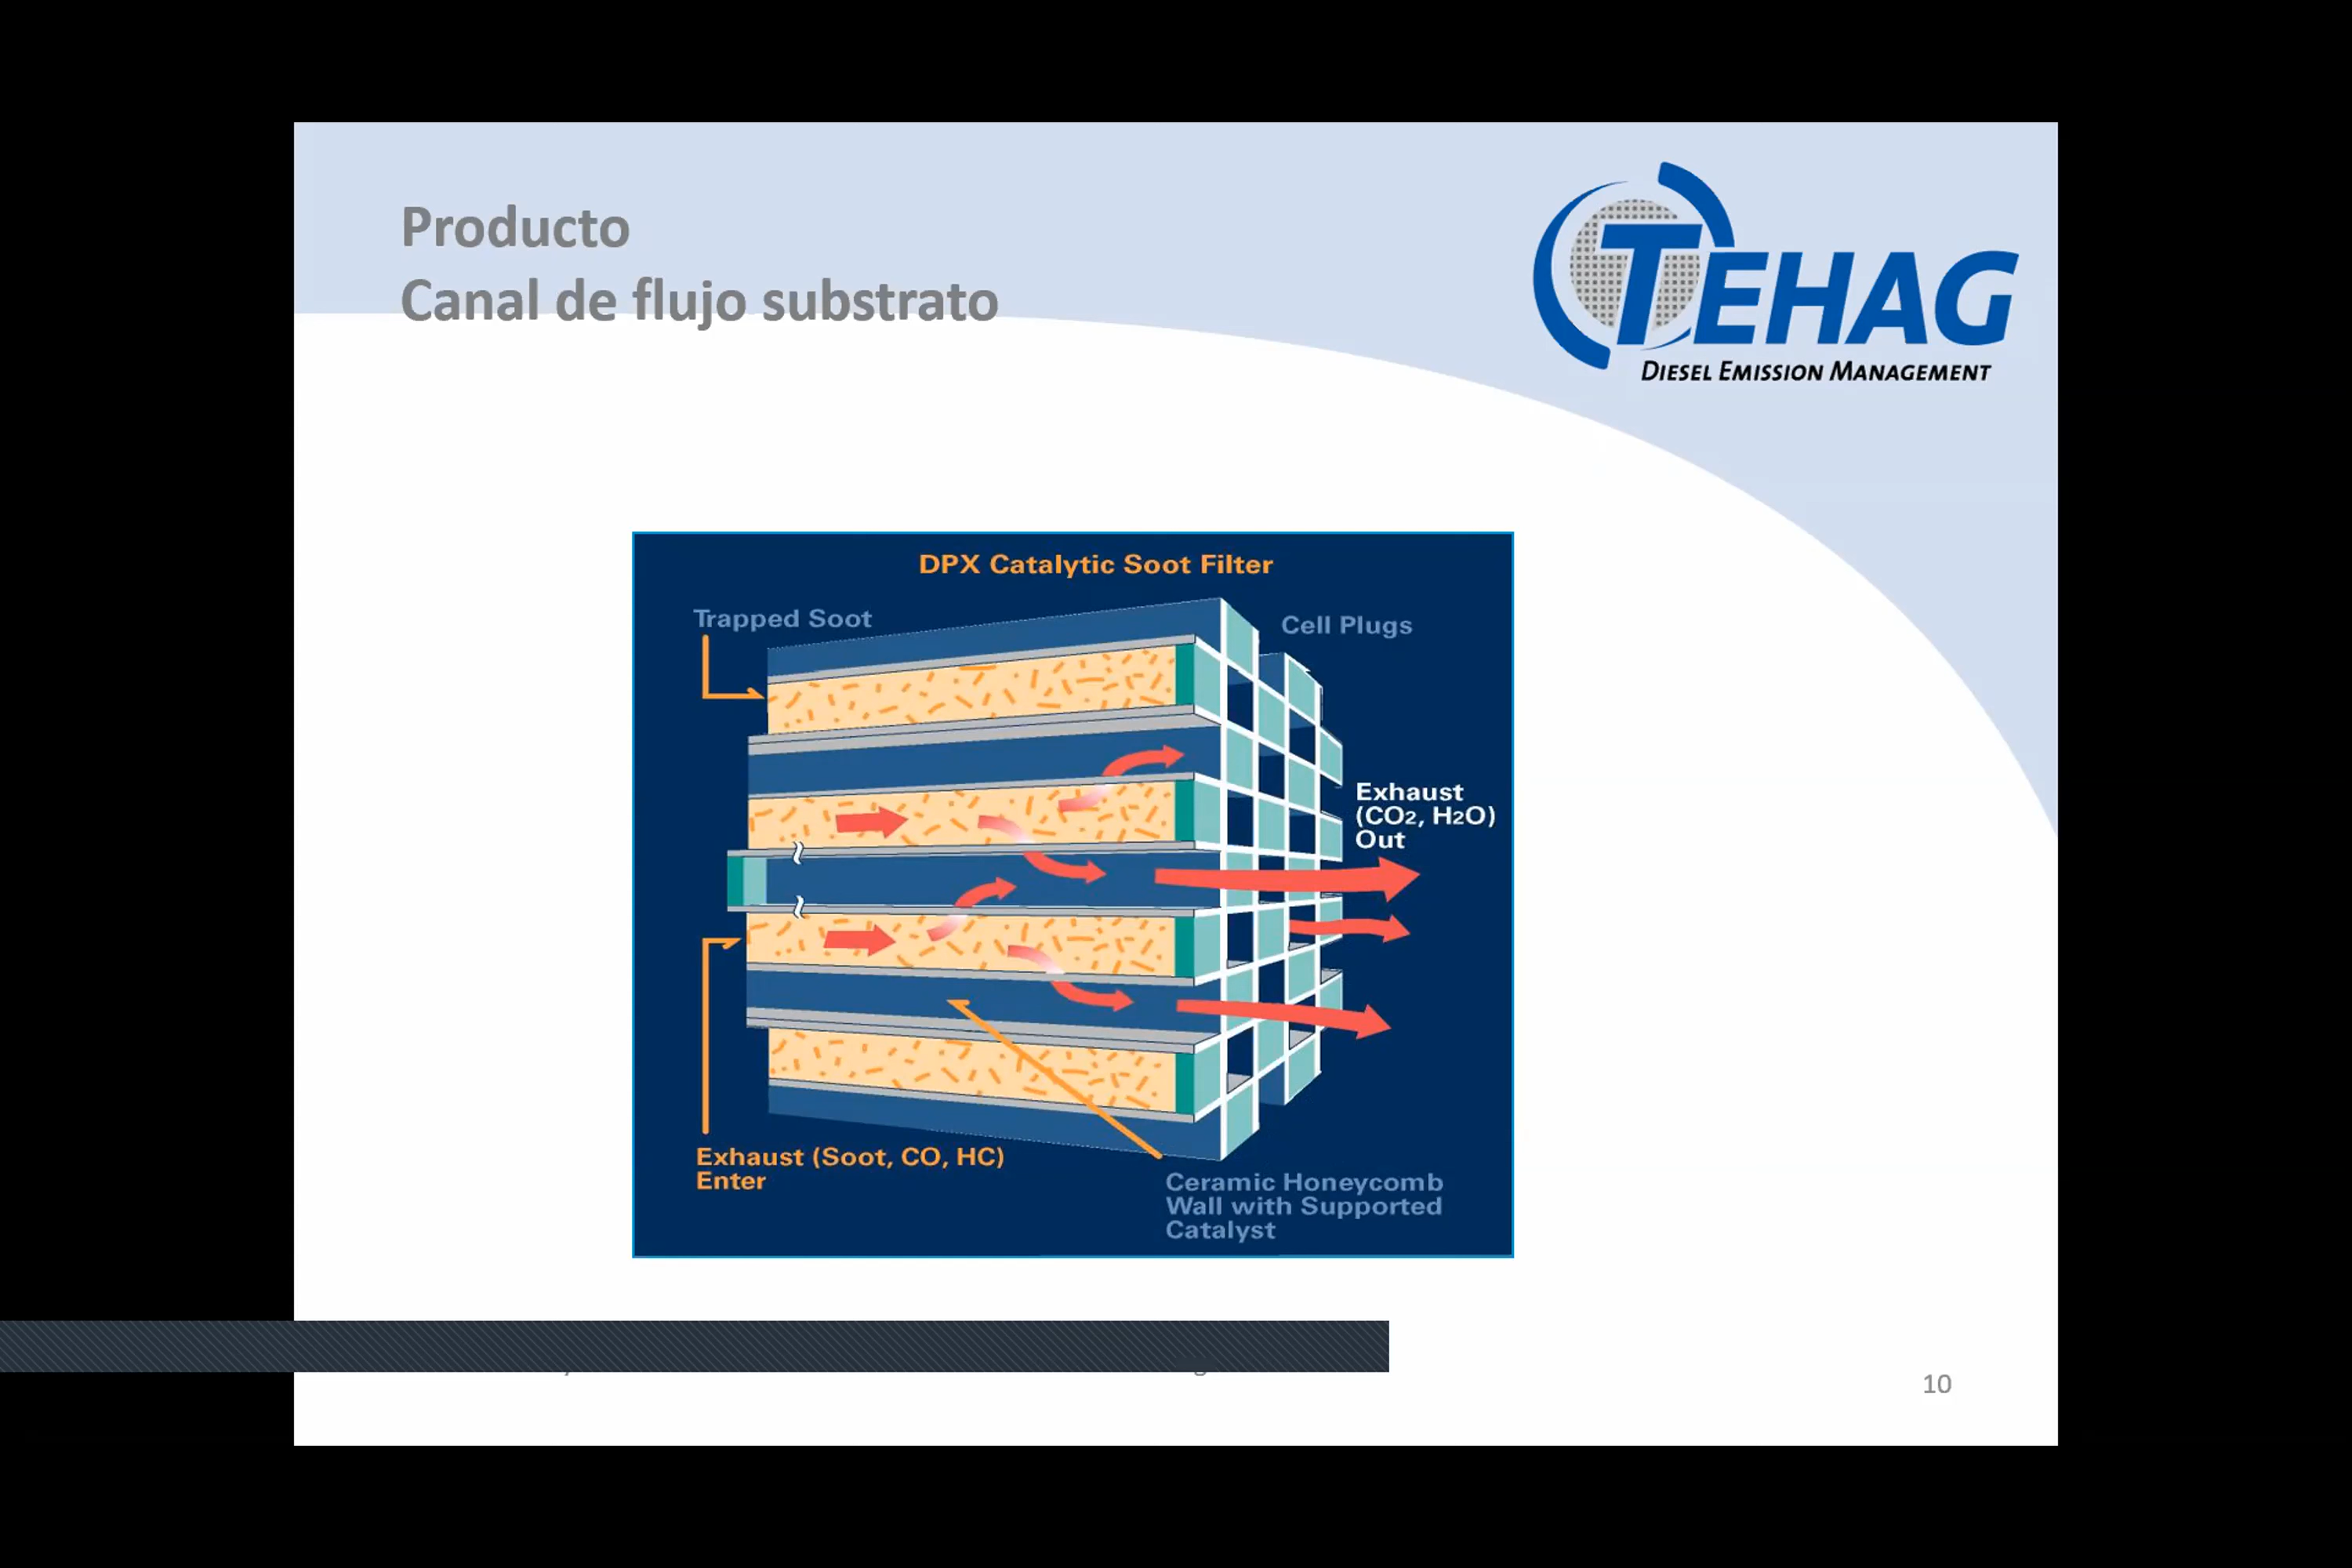 Producto
Canal de flujo substrato
TEHAG
DIESEL EMISSION MANAGEMENT
DPX Catalytic Soot Filter
Trapped Soot
Cell Plugs
Exhaust
(CO2, H2O)
Out
Exhaust (Soot, CO, HC)
Enter
Ceramic Honeycomb
Wall with Supported
Catalyst
10